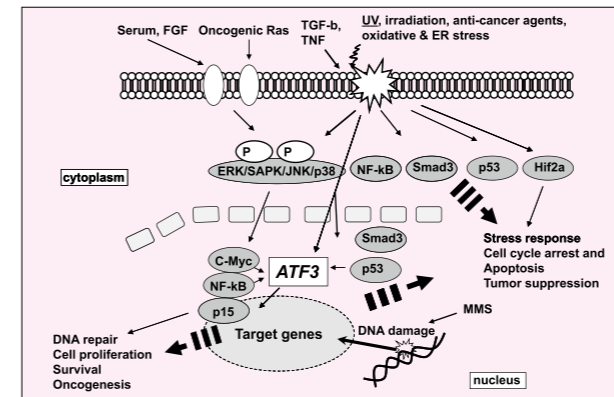 Serum, FGF
Oncogenic Ras
TGF-b,
TNF
UV, irradiation, anti-cancer agents,
oxidative & ER stress
P
P
ERK/SAPK/JNK/p38
NF-kB
Smad3
p53
Hif2a
cytoplasm
Smad3
Stress response
Cell cycle arrest and
Apoptosis
Tumor suppression
C-Myc
ATF3
p53
NF-kB
p15
Target genes
DNA damage
MMS
DNA repair
Cell proliferation
Survival
Oncogenesis
nucleus